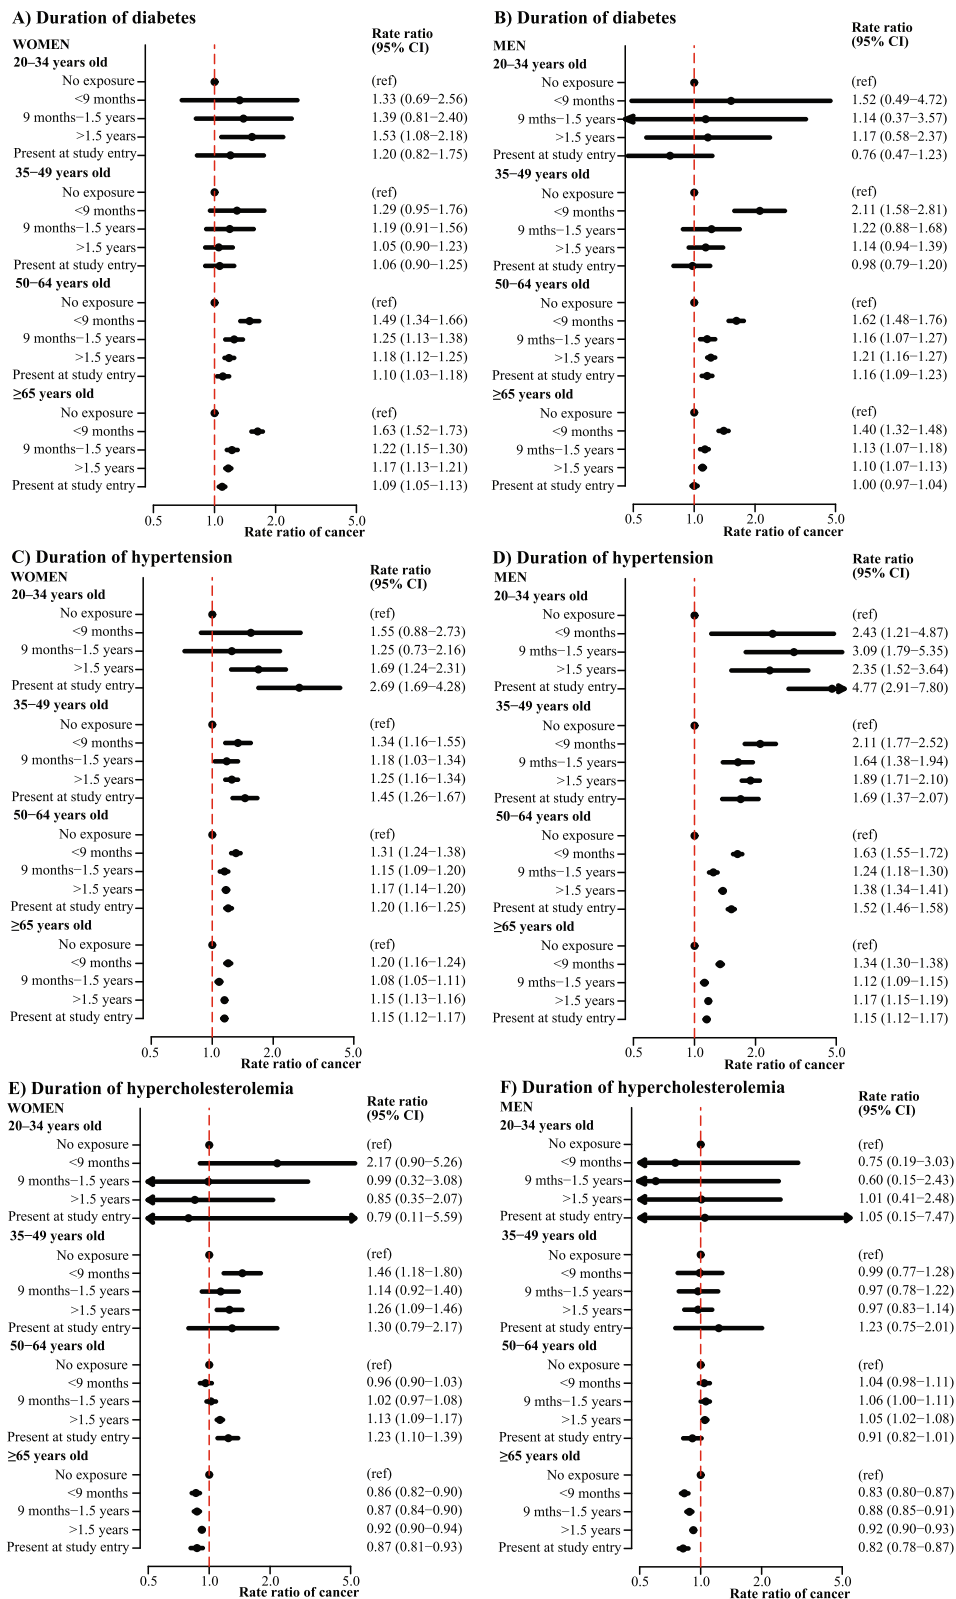 A) Duration of diabetes
Rate ratio
(95% CI)
WOMEN
20–34 years old
No exposure (ref)
<9 months 1.33 (0.69–2.56)
9 months–1.5 years 1.39 (0.81–2.40)
>1.5 years 1.53 (1.08–2.18)
Present at study entry 1.20 (0.82–1.75)
35–49 years old
No exposure (ref)
<9 months 1.29 (0.95–1.76)
9 months–1.5 years 1.19 (0.91–1.56)
>1.5 years 1.05 (0.90–1.23)
Present at study entry 1.06 (0.90–1.25)
50–64 years old
No exposure (ref)
<9 months 1.49 (1.34–1.66)
9 months–1.5 years 1.25 (1.13–1.38)
>1.5 years 1.18 (1.12–1.25)
Present at study entry 1.10 (1.03–1.18)
≥65 years old
No exposure (ref)
<9 months 1.63 (1.52–1.73)
9 months–1.5 years 1.22 (1.15–1.30)
>1.5 years 1.17 (1.13–1.21)
Present at study entry 1.09 (1.05–1.13)
0.5 1.0 2.0 5.0
Rate ratio of cancer
B) Duration of diabetes
Rate ratio
(95% CI)
MEN
20–34 years old
No exposure (ref)
<9 months 1.52 (0.49–4.72)
9 mths–1.5 years 1.14 (0.37–3.57)
>1.5 years 1.17 (0.58–2.37)
Present at study entry 0.76 (0.47–1.23)
35–49 years old
No exposure (ref)
<9 months 2.11 (1.58–2.81)
9 mths–1.5 years 1.22 (0.88–1.68)
>1.5 years 1.14 (0.94–1.39)
Present at study entry 0.98 (0.79–1.20)
50–64 years old
No exposure (ref)
<9 months 1.62 (1.48–1.76)
9 mths–1.5 years 1.16 (1.07–1.27)
>1.5 years 1.21 (1.16–1.27)
Present at study entry 1.16 (1.09–1.23)
≥65 years old
No exposure (ref)
<9 months 1.40 (1.32–1.48)
9 mths–1.5 years 1.13 (1.07–1.18)
>1.5 years 1.10 (1.07–1.13)
Present at study entry 1.00 (0.97–1.04)
0.5 1.0 2.0 5.0
Rate ratio of cancer
C) Duration of hypertension
Rate ratio
(95% CI)
WOMEN
20–34 years old
No exposure (ref)
<9 months 1.55 (0.88–2.73)
9 months–1.5 years 1.25 (0.73–2.16)
>1.5 years 1.69 (1.24–2.31)
Present at study entry 2.69 (1.69–4.28)
35–49 years old
No exposure (ref)
<9 months 1.34 (1.16–1.55)
9 months–1.5 years 1.18 (1.03–1.34)
>1.5 years 1.25 (1.16–1.34)
Present at study entry 1.45 (1.26–1.67)
50–64 years old
No exposure (ref)
<9 months 1.31 (1.24–1.38)
9 months–1.5 years 1.15 (1.09–1.20)
>1.5 years 1.17 (1.14–1.20)
Present at study entry 1.20 (1.16–1.25)
≥65 years old
No exposure (ref)
<9 months 1.20 (1.16–1.24)
9 months–1.5 years 1.08 (1.05–1.11)
>1.5 years 1.15 (1.13–1.16)
Present at study entry 1.15 (1.12–1.17)
0.5 1.0 2.0 5.0
Rate ratio of cancer
D) Duration of hypertension
Rate ratio
(95% CI)
MEN
20–34 years old
No exposure (ref)
<9 months 2.43 (1.21–4.87)
9 mths–1.5 years 3.09 (1.79–5.35)
>1.5 years 2.35 (1.52–3.64)
Present at study entry 4.77 (2.91–7.80)
35–49 years old
No exposure (ref)
<9 months 2.11 (1.77–2.52)
9 mths–1.5 years 1.64 (1.38–1.94)
>1.5 years 1.89 (1.71–2.10)
Present at study entry 1.69 (1.37–2.07)
50–64 years old
No exposure (ref)
<9 months 1.63 (1.55–1.72)
9 mths–1.5 years 1.24 (1.18–1.30)
>1.5 years 1.38 (1.34–1.41)
Present at study entry 1.52 (1.46–1.58)
≥65 years old
No exposure (ref)
<9 months 1.34 (1.30–1.38)
9 mths–1.5 years 1.12 (1.09–1.15)
>1.5 years 1.17 (1.15–1.19)
Present at study entry 1.15 (1.12–1.17)
0.5 1.0 2.0 5.0
Rate ratio of cancer
E) Duration of hypercholesterolemia
Rate ratio
(95% CI)
WOMEN
20–34 years old
No exposure (ref)
<9 months 2.17 (0.90–5.26)
9 months–1.5 years 0.99 (0.32–3.08)
>1.5 years 0.85 (0.35–2.07)
Present at study entry 0.79 (0.11–5.59)
35–49 years old
No exposure (ref)
<9 months 1.46 (1.18–1.80)
9 months–1.5 years 1.14 (0.92–1.40)
>1.5 years 1.26 (1.09–1.46)
Present at study entry 1.30 (0.79–2.17)
50–64 years old
No exposure (ref)
<9 months 0.96 (0.90–1.03)
9 months–1.5 years 1.02 (0.97–1.08)
>1.5 years 1.13 (1.09–1.17)
Present at study entry 1.23 (1.10–1.39)
≥65 years old
No exposure (ref)
<9 months 0.86 (0.82–0.90)
9 months–1.5 years 0.87 (0.84–0.90)
>1.5 years 0.92 (0.90–0.94)
Present at study entry 0.87 (0.81–0.93)
0.5 1.0 2.0 5.0
Rate ratio of cancer
F) Duration of hypercholesterolemia
Rate ratio
(95% CI)
MEN
20–34 years old
No exposure (ref)
<9 months 0.75 (0.19–3.03)
9 mths–1.5 years 0.60 (0.15–2.43)
>1.5 years 1.01 (0.41–2.48)
Present at study entry 1.05 (0.15–7.47)
35–49 years old
No exposure (ref)
<9 months 0.99 (0.77–1.28)
9 mths–1.5 years 0.97 (0.78–1.22)
>1.5 years 0.97 (0.83–1.14)
Present at study entry 1.23 (0.75–2.01)
50–64 years old
No exposure (ref)
<9 months 1.04 (0.98–1.11)
9 mths–1.5 years 1.06 (1.00–1.11)
>1.5 years 1.05 (1.02–1.08)
Present at study entry 0.91 (0.82–1.01)
≥65 years old
No exposure (ref)
<9 months 0.83 (0.80–0.87)
9 mths–1.5 years 0.88 (0.85–0.91)
>1.5 years 0.92 (0.90–0.93)
Present at study entry 0.82 (0.78–0.87)
0.5 1.0 2.0 5.0
Rate ratio of cancer